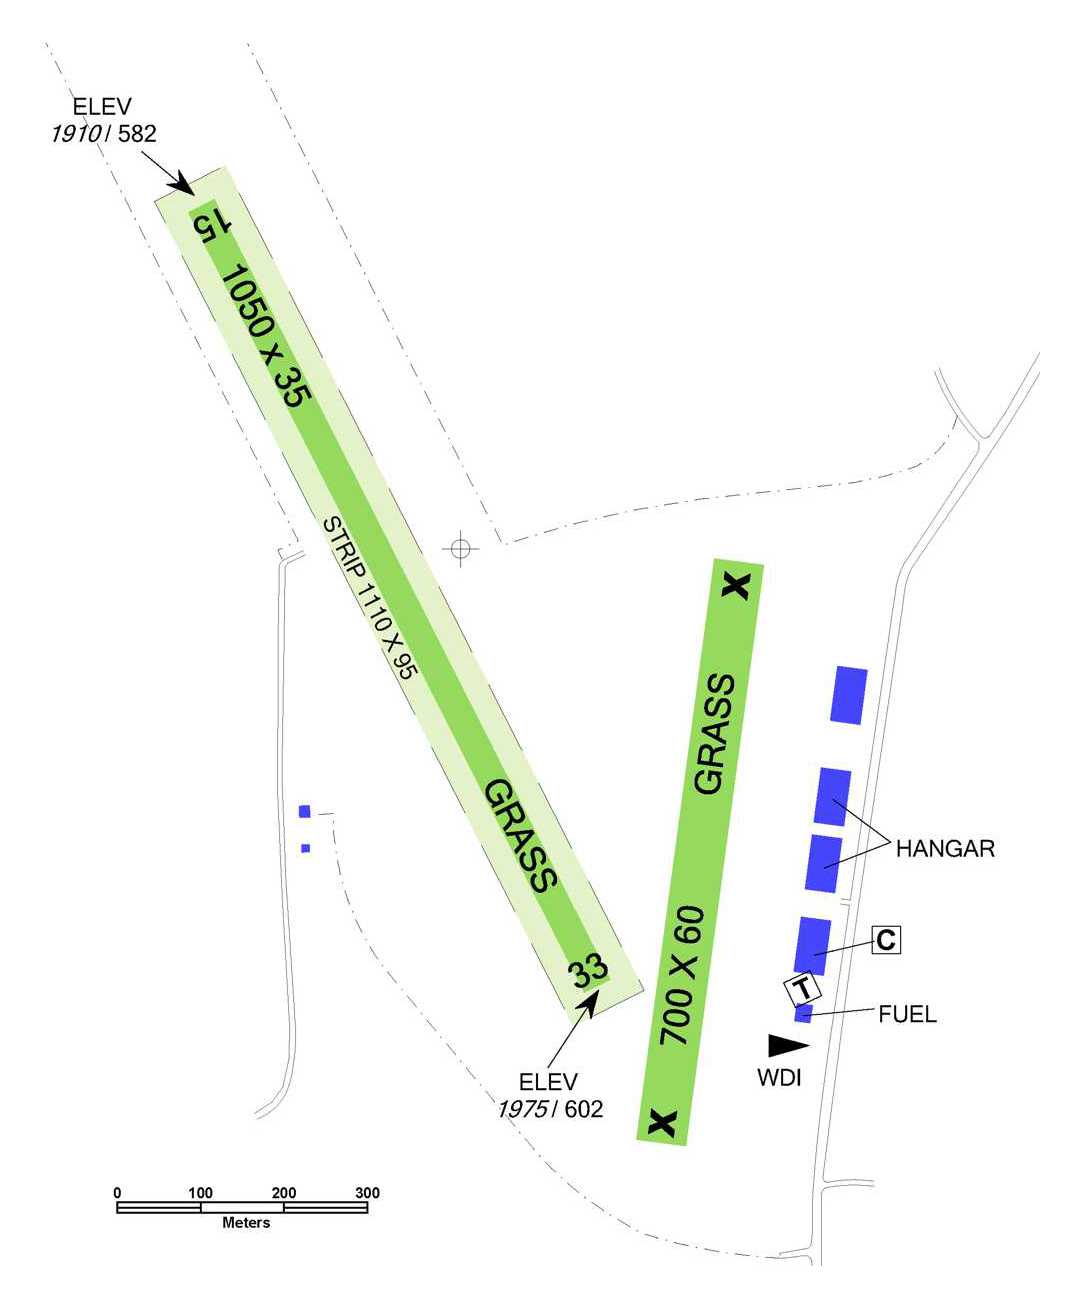 ELEV
1910 / 582
15
1050 x 35
STRIP 1110 X 95
X
GRASS
GRASS
HANGAR
700 X 60
C
33
T
FUEL
WDI
ELEV
1975 / 602
X
0 100 200 300
Meters